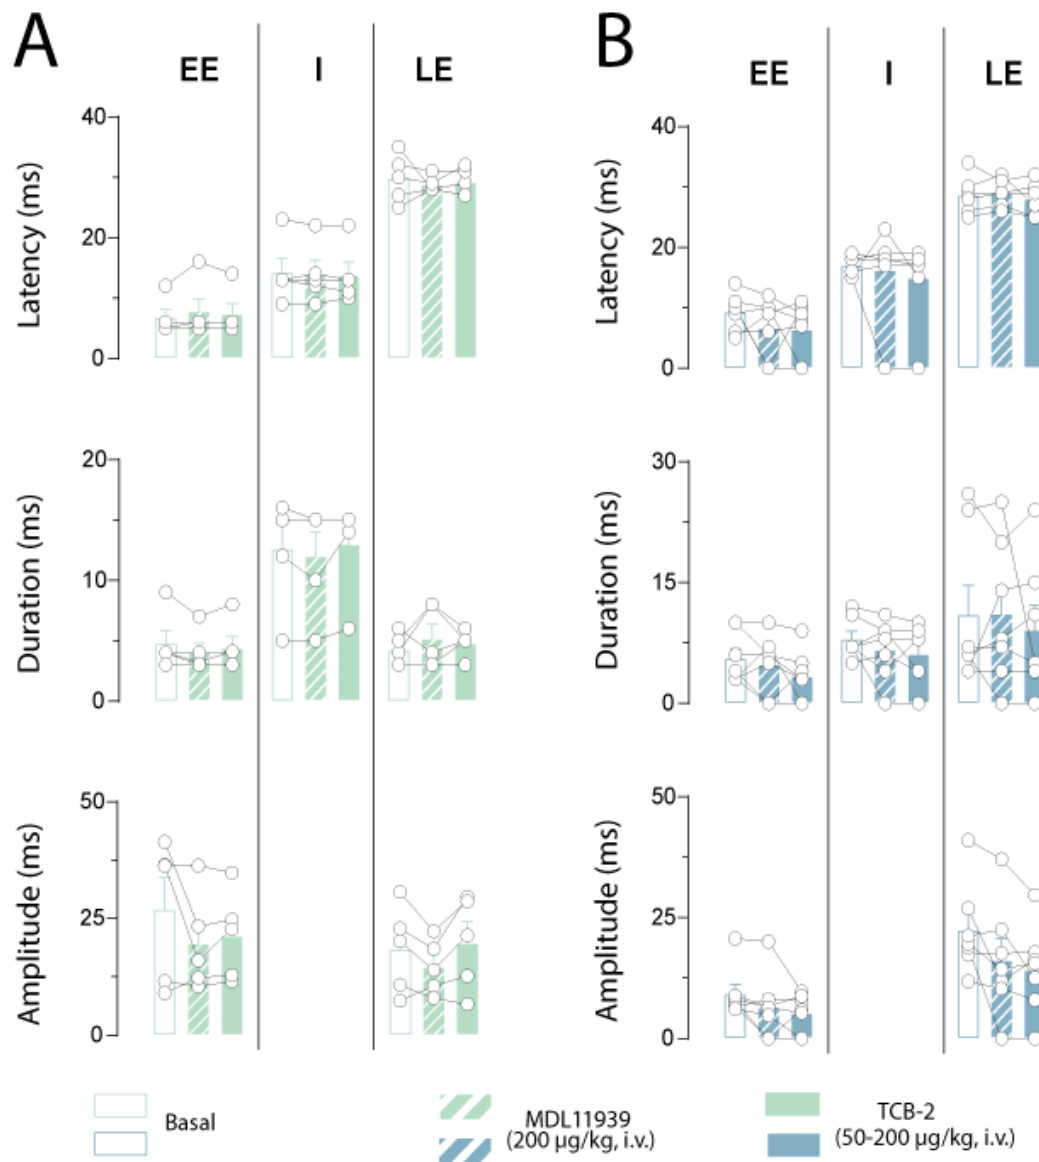 A
B
EE
I
LE
EE
I
LE
Latency (ms)
40
20
0
Latency (ms)
40
20
0
Duration (ms)
20
10
0
Duration (ms)
30
15
0
Amplitude (ms)
50
25
0
Amplitude (ms)
50
25
0
Basal
MDL11939
(200 µg/kg, i.v.)
TCB-2
(50-200 µg/kg, i.v.)